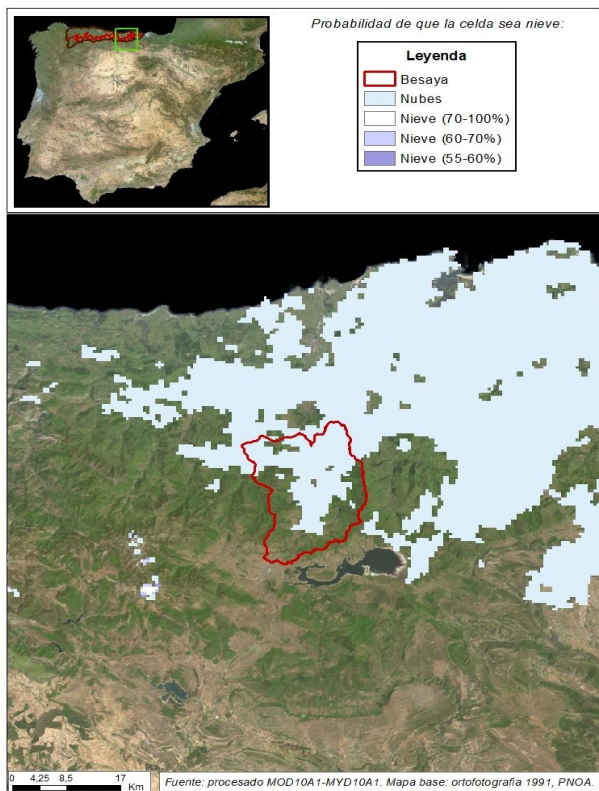 Probabilidad de que la celda sea nieve:
Leyenda
Besaya
Nubes
Nieve (70-100%)
Nieve (60-70%)
Nieve (55-60%)
0 4,25 8,5 17
Km
Fuente: procesado MOD10A1-MYD10A1. Mapa base: ortofotografia 1991, PNOA.